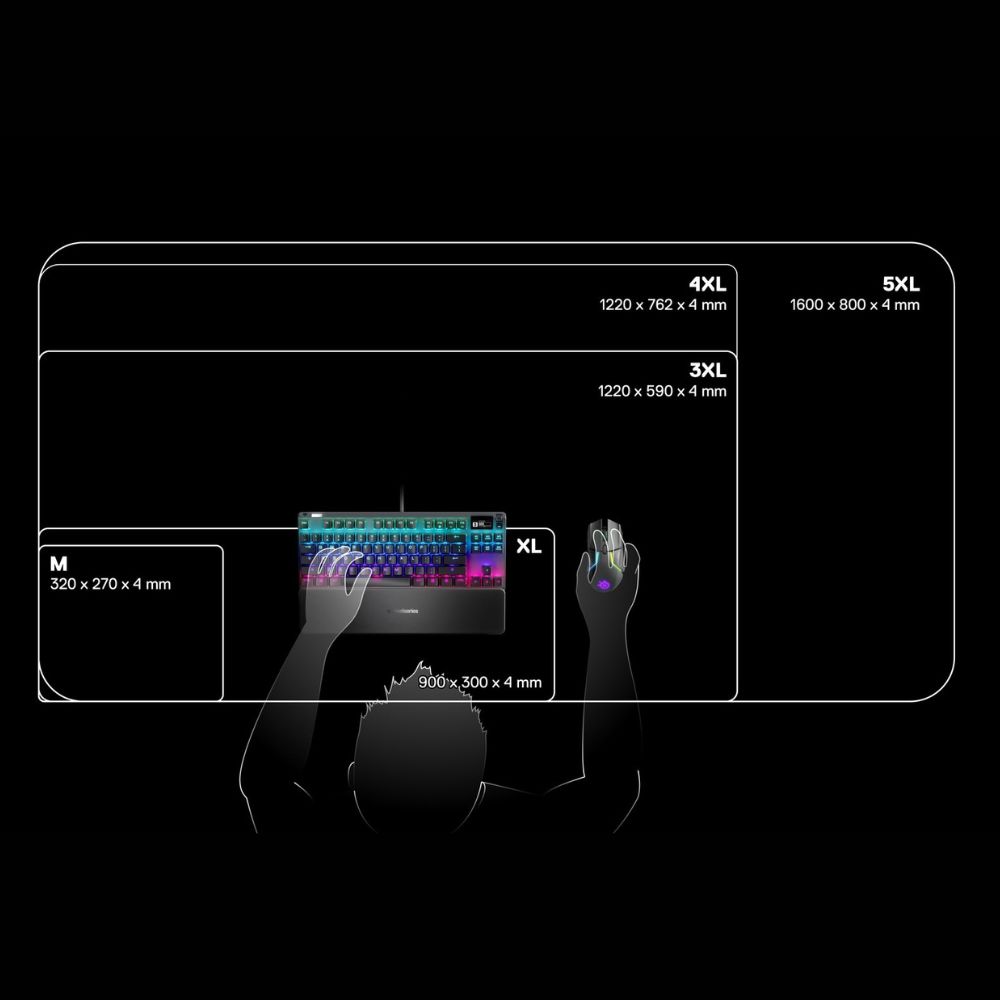 4XL
1220 x 762 x 4 mm
5XL
1600 x 800 x 4 mm
3XL
1220 x 590 x 4 mm
XL
900 x 300 x 4 mm
M
320 x 270 x 4 mm
steelseries